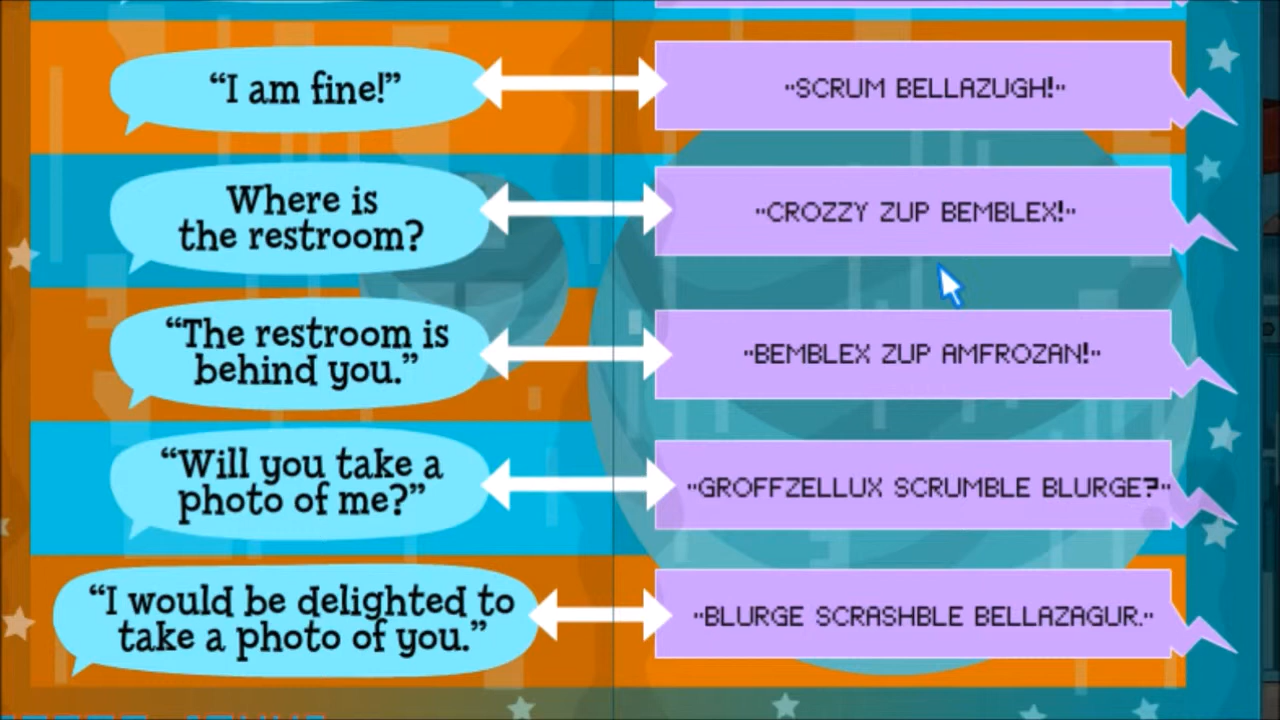 “I am fine!”
“SCRUM BELLAZUGH!”
Where is
the restroom?
“CROZZY ZUP BEMBLEX!”
“The restroom is
behind you.”
“BEMBLEX ZUP AMFROZAN!”
“Will you take a
photo of me?”
“GROFFZELLUX SCRUMBLE BLURGE?”
“I would be delighted to
take a photo of you.”
“BLURGE SCRASHBLE BELLAZAGUR.”